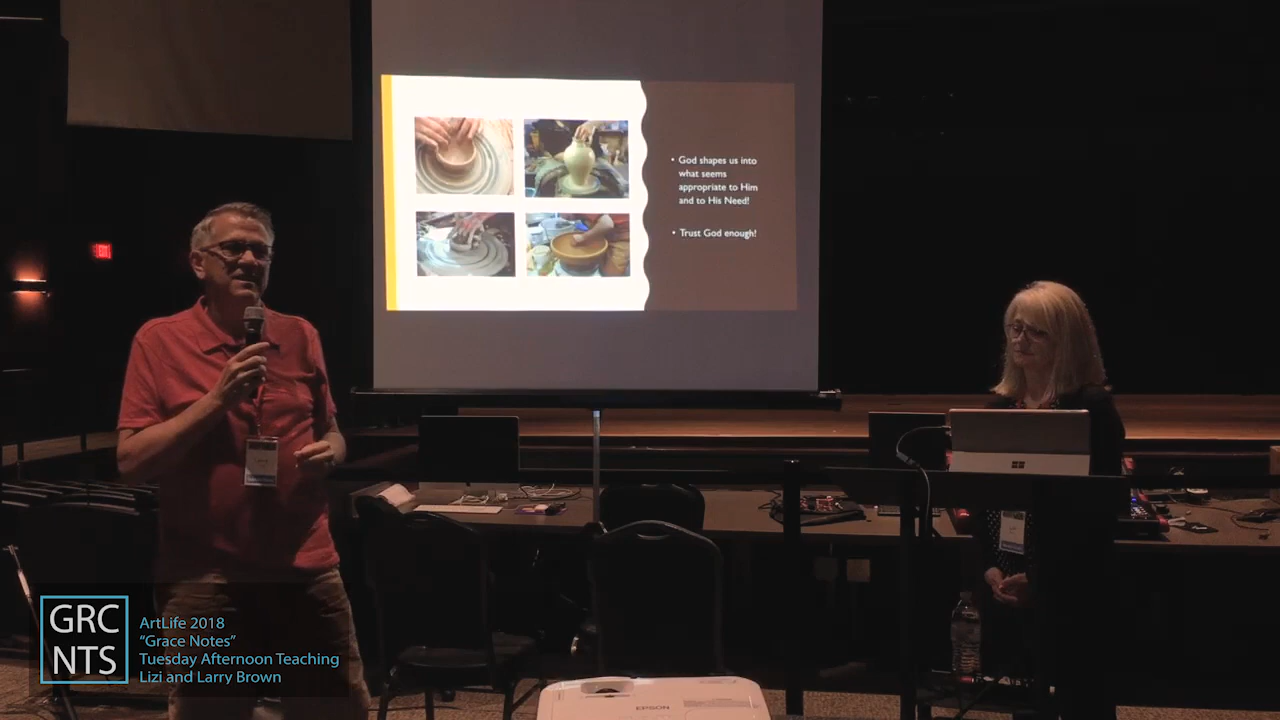 • God shapes us into
what seems
appropriate to Him
and to His Need!
• Trust God enough!
EXIT
GRC
NTS
ArtLife 2018
“Grace Notes”
Tuesday Afternoon Teaching
Lizi and Larry Brown
EPSON